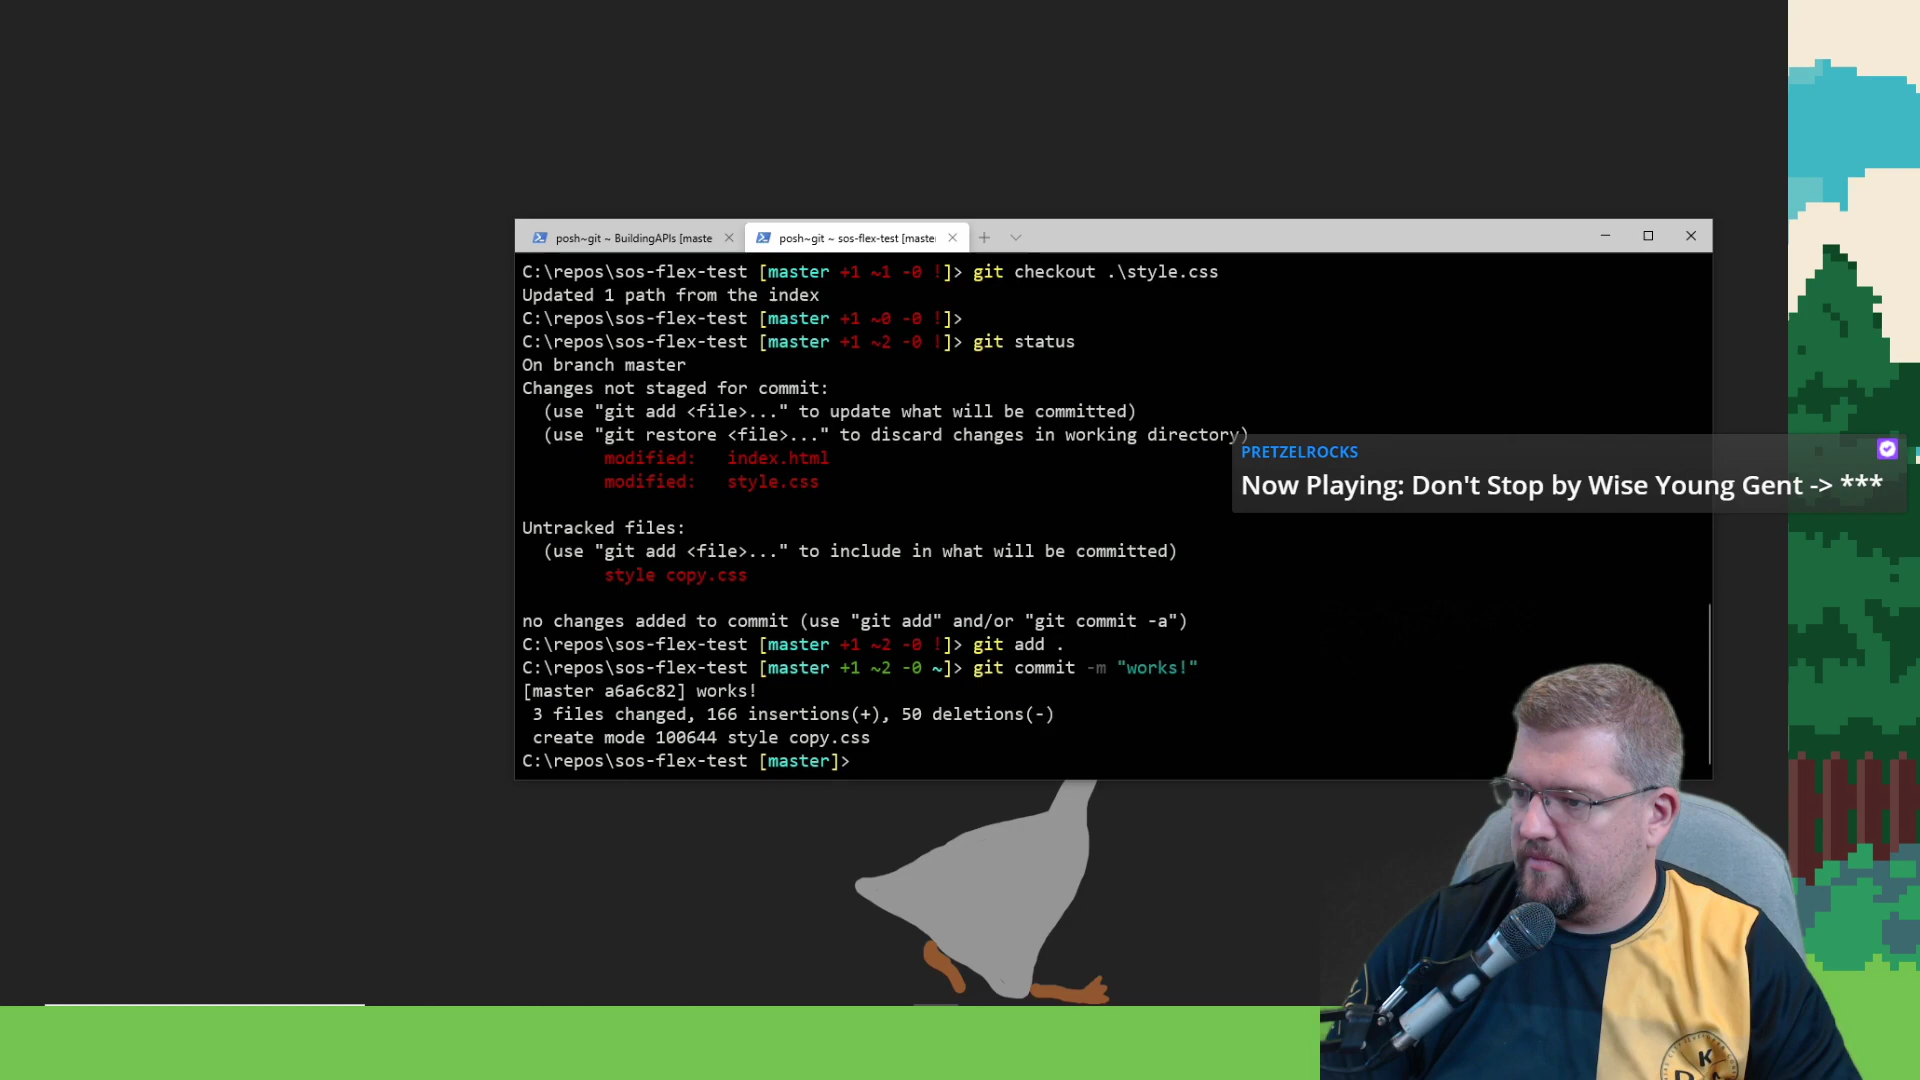 posh~git ~ BuildingAPIs [maste
posh~git ~ sos-flex-test [master
C:\repos\sos-flex-test [master +1 ~1 -0 !]> git checkout .\style.css
Updated 1 path from the index
C:\repos\sos-flex-test [master +1 ~0 -0 !]>
C:\repos\sos-flex-test [master +1 ~2 -0 !]> git status
On branch master
Changes not staged for commit:
(use "git add <file>..." to update what will be committed)
(use "git restore <file>..." to discard changes in working directory)
modified: index.html
modified: style.css
Untracked files:
(use "git add <file>..." to include in what will be committed)
style copy.css
no changes added to commit (use "git add" and/or "git commit -a")
C:\repos\sos-flex-test [master +1 ~2 -0 !]> git add .
C:\repos\sos-flex-test [master +1 ~2 -0 ~]> git commit -m "works!"
[master a6a6c82] works!
3 files changed, 166 insertions(+), 50 deletions(-)
create mode 100644 style copy.css
C:\repos\sos-flex-test [master]>
PRETZELROCKS
Now Playing: Don't Stop by Wise Young Gent -> ***
K